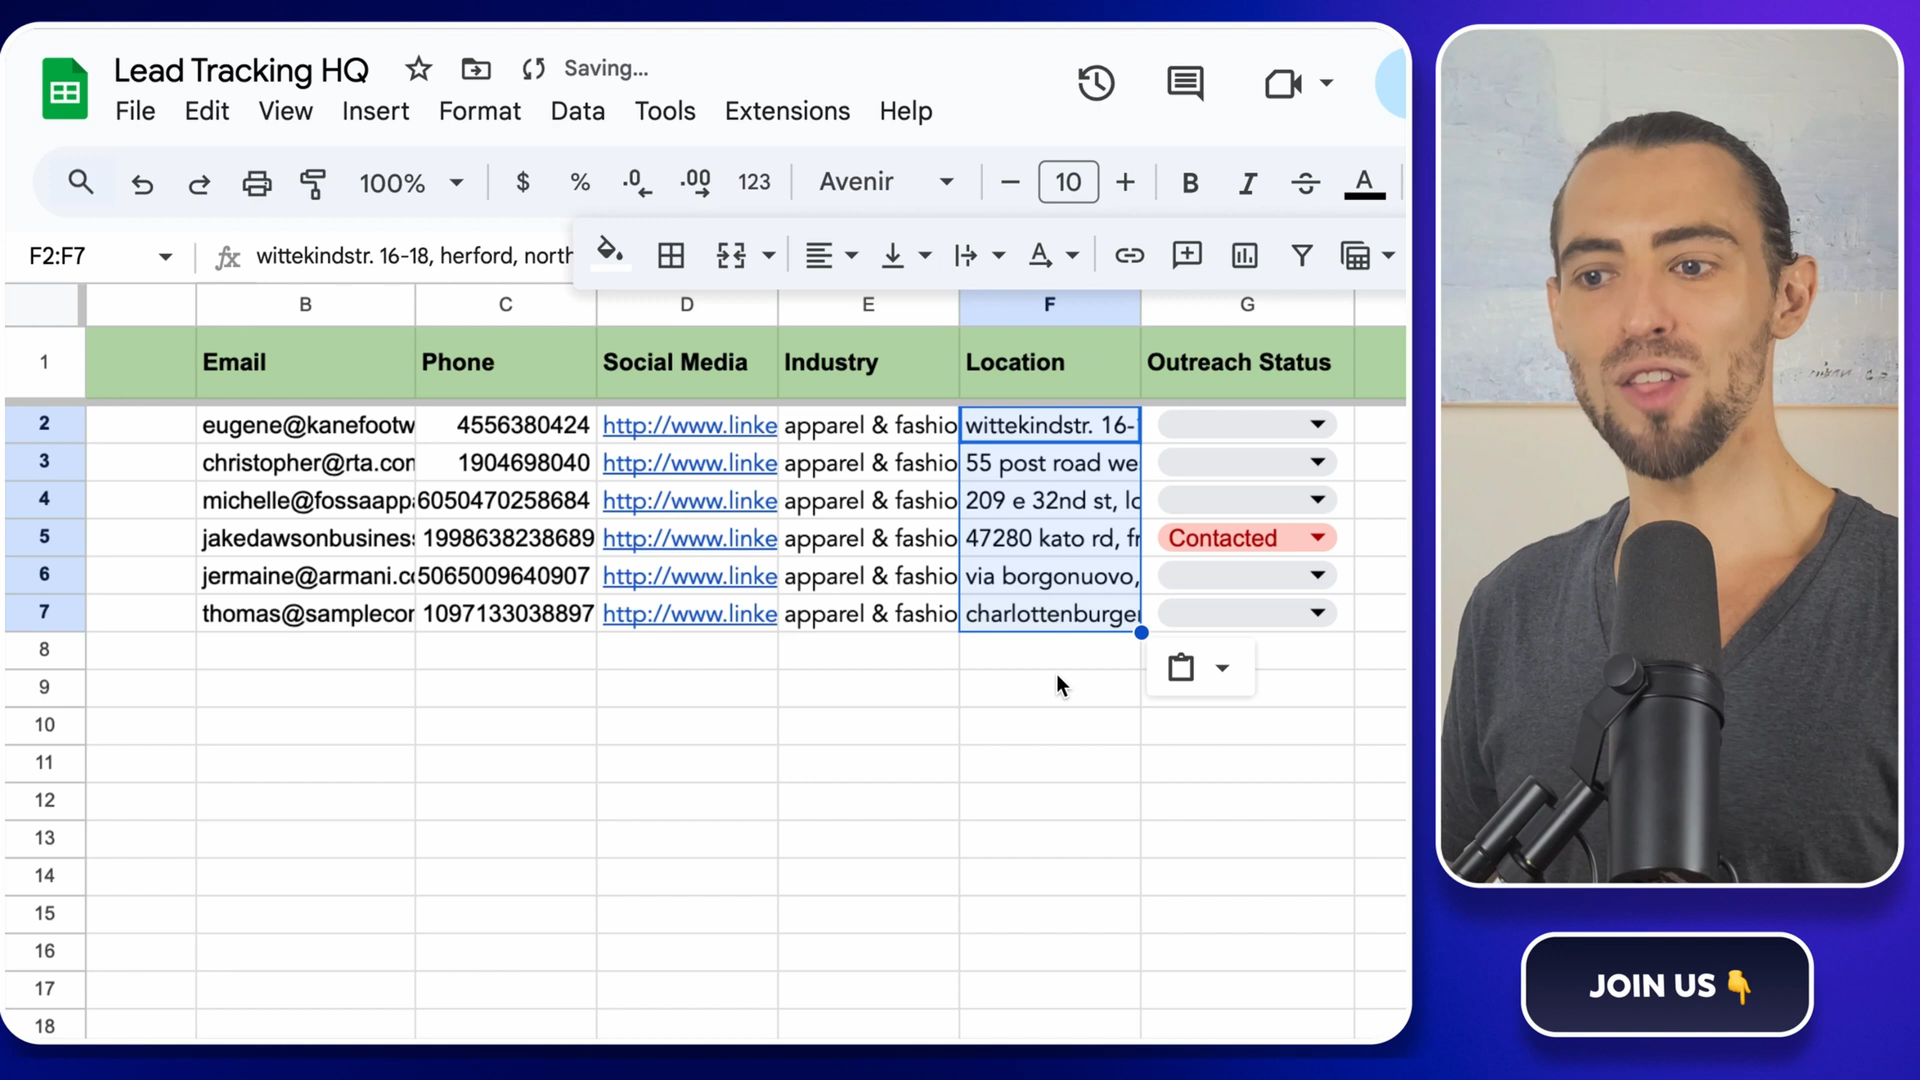 Lead Tracking HQ Saving...
File Edit View Insert Format Data Tools Extensions Help
100% $ % .0 .00 123 Avenir 10 B I S A
F2:F7 fx wittekindstr. 16-18, herford, north A
B C D E F G
1 Email Phone Social Media Industry Location Outreach Status
2 eugene@kanefootw 4556380424 http://www.linke apparel & fashio wittekindstr. 16-
3 christopher@rta.con 1904698040 http://www.linke apparel & fashio 55 post road we
4 michelle@fossaapp 6050470258684 http://www.linke apparel & fashio 209 e 32nd st, lo
5 jakedawsonbusiness 1998638238689 http://www.linke apparel & fashio 47280 kato rd, fr Contacted
6 jermaine@armani.co 5065009640907 http://www.linke apparel & fashio via borgonuovo,
7 thomas@samplecor 1097133038897 http://www.linke apparel & fashio charlottenburger
8
9
10
11
12
13
14
15
16
17
18
JOIN US 👇